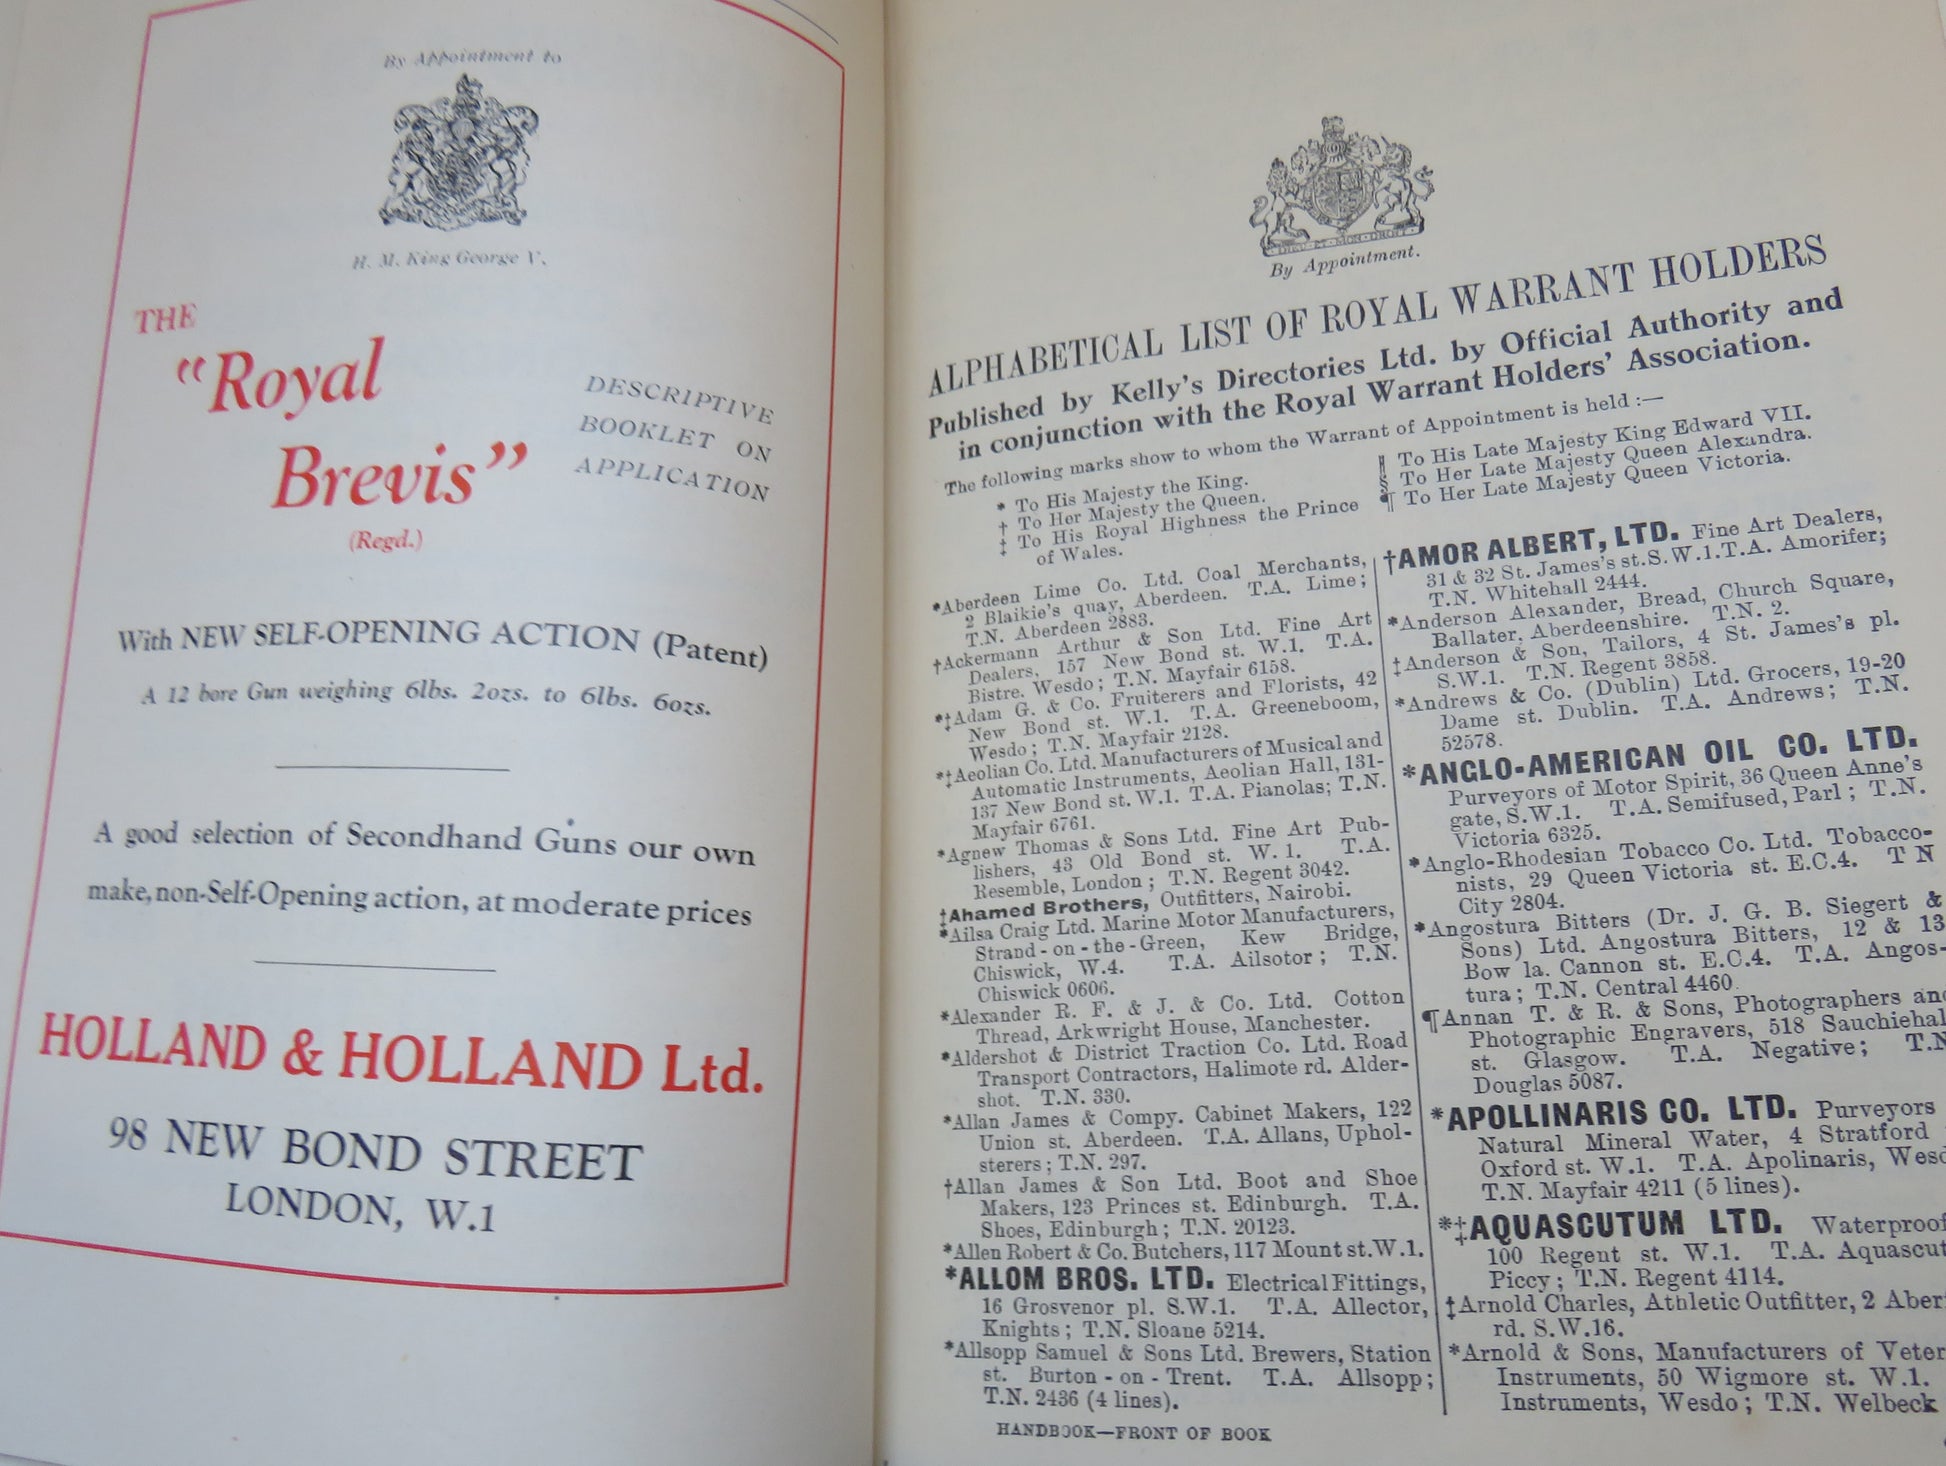 By Appointment to
H. M. King George V.
THE
"Royal
Brevis"
(Regd.)
DESCRIPTIVE
BOOKLET ON
APPLICATION
With NEW SELF-OPENING ACTION (Patent)
A 12 bore Gun weighing 6lbs. 2ozs. to 6lbs. 6ozs.
A good selection of Secondhand Guns our own
make, non-Self-Opening action, at moderate prices
HOLLAND & HOLLAND Ltd.
98 NEW BOND STREET
LONDON, W.1
DIEU·ET·MON·DROIT
By Appointment.
ALPHABETICAL LIST OF ROYAL WARRANT HOLDERS
Published by Kelly's Directories Ltd. by Official Authority and
in conjunction with the Royal Warrant Holders' Association.
The following marks show to whom the Warrant of Appointment is held :—
* To His Majesty the King.
† To Her Majesty the Queen.
‡ To His Royal Highness the Prince
of Wales.
‖ To His Late Majesty King Edward VII.
§ To Her Late Majesty Queen Alexandra.
¶ To Her Late Majesty Queen Victoria.
*Aberdeen Lime Co. Ltd. Coal Merchants,
2 Blaikie's quay, Aberdeen. T.A. Lime;
T.N. Aberdeen 2883.
†Ackermann Arthur & Son Ltd. Fine Art
Dealers, 157 New Bond st. W.1. T.A.
Bistre. Wesdo; T.N. Mayfair 6158.
*‡Adam G. & Co. Fruiterers and Florists, 42
New Bond st. W.1. T.A. Greeneboom,
Wesdo; T.N. Mayfair 2128.
*‡Aeolian Co. Ltd. Manufacturers of Musical and
Automatic Instruments, Aeolian Hall, 131-
137 New Bond st. W.1. T.A. Pianolas; T.N.
Mayfair 6761.
*Agnew Thomas & Sons Ltd. Fine Art Pub-
lishers, 43 Old Bond st. W. 1. T.A.
Resemble, London; T.N. Regent 3042.
‡Ahamed Brothers, Outfitters, Nairobi.
*Ailsa Craig Ltd. Marine Motor Manufacturers,
Strand-on-the-Green, Kew Bridge,
Chiswick, W.4. T.A. Ailsotor; T.N.
Chiswick 0606.
*Alexander R. F. & J. & Co. Ltd. Cotton
Thread, Arkwright House, Manchester.
*Aldershot & District Traction Co. Ltd. Road
Transport Contractors, Halimote rd. Alder-
shot. T.N. 330.
*Allan James & Compy. Cabinet Makers, 122
Union st. Aberdeen. T.A. Allans, Uphol-
sterers; T.N. 297.
†Allan James & Son Ltd. Boot and Shoe
Makers, 123 Princes st. Edinburgh. T.A.
Shoes, Edinburgh; T.N. 20123.
*Allen Robert & Co. Butchers, 117 Mount st. W.1.
*ALLOM BROS. LTD. Electrical Fittings,
16 Grosvenor pl. S.W.1. T.A. Allector,
Knights; T.N. Sloane 5214.
*Allsopp Samuel & Sons Ltd. Brewers, Station
st. Burton-on-Trent. T.A. Allsopp;
T.N. 2436 (4 lines).
†AMOR ALBERT, LTD. Fine Art Dealers,
31 & 32 St. James's st. S.W.1. T.A. Amorifer;
T.N. Whitehall 2444.
*Anderson Alexander, Bread, Church Square,
Ballater, Aberdeenshire. T.N. 2.
‡Anderson & Son, Tailors, 4 St. James's pl.
S.W.1. T.N. Regent 3858.
*Andrews & Co. (Dublin) Ltd. Grocers, 19-20
Dame st. Dublin. T.A. Andrews; T.N.
52578.
*ANGLO-AMERICAN OIL CO. LTD.
Purveyors of Motor Spirit, 36 Queen Anne's
gate, S.W.1. T.A. Semifused, Parl; T.N.
Victoria 6325.
*Anglo-Rhodesian Tobacco Co. Ltd. Tobacco-
nists, 29 Queen Victoria st. E.C.4. T N
City 2804.
*Angostura Bitters (Dr. J. G. B. Siegert &
Sons) Ltd. Angostura Bitters, 12 & 13
Bow la. Cannon st. E.C.4. T.A. Angos-
tura; T.N. Central 4460
¶Annan T. & R. & Sons, Photographers and
Photographic Engravers, 518 Sauchiehal
st. Glasgow. T.A. Negative; T.N
Douglas 5087.
*APOLLINARIS CO. LTD. Purveyors
Natural Mineral Water, 4 Stratford
Oxford st. W.1. T.A. Apolinaris, Wesd
T.N. Mayfair 4211 (5 lines).
*‡AQUASCUTUM LTD. Waterproof
100 Regent st. W.1. T.A. Aquascut
Piccy; T.N. Regent 4114.
‡Arnold Charles, Athletic Outfitter, 2 Aber
rd. S.W.16.
*Arnold & Sons, Manufacturers of Veter
Instruments, 50 Wigmore st. W.1.
Instruments, Wesdo; T.N. Welbeck
HANDBOOK—FRONT OF BOOK